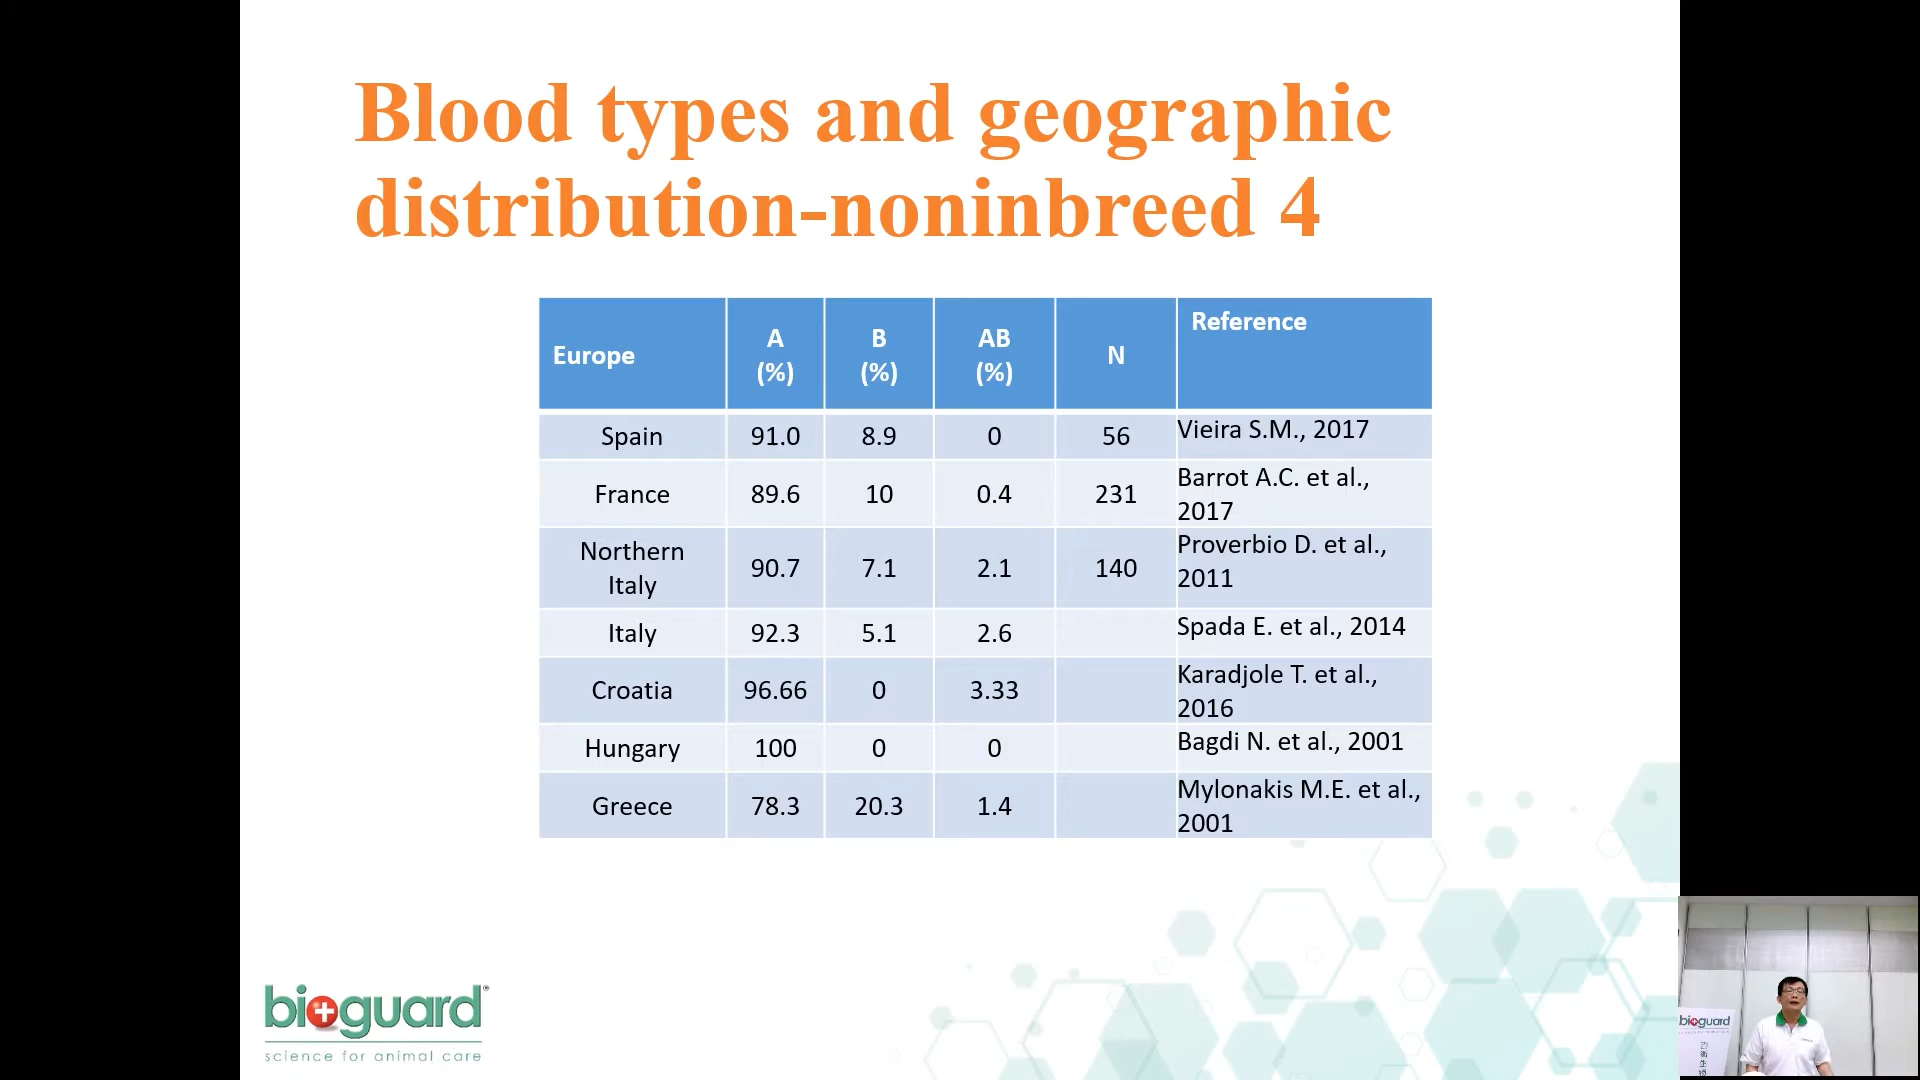 Blood types and geographic
distribution-noninbreed 4
Europe
A
(%)
B
(%)
AB
(%)
N
Reference
Spain 91.0 8.9 0 56 Vieira S.M., 2017
France 89.6 10 0.4 231 Barrot A.C. et al.,
2017
Northern
Italy 90.7 7.1 2.1 140 Proverbio D. et al.,
2011
Italy 92.3 5.1 2.6 Spada E. et al., 2014
Croatia 96.66 0 3.33 Karadjole T. et al.,
2016
Hungary 100 0 0 Bagdi N. et al., 2001
Greece 78.3 20.3 1.4 Mylonakis M.E. et al.,
2001
bioguard
science for animal care
bioguard